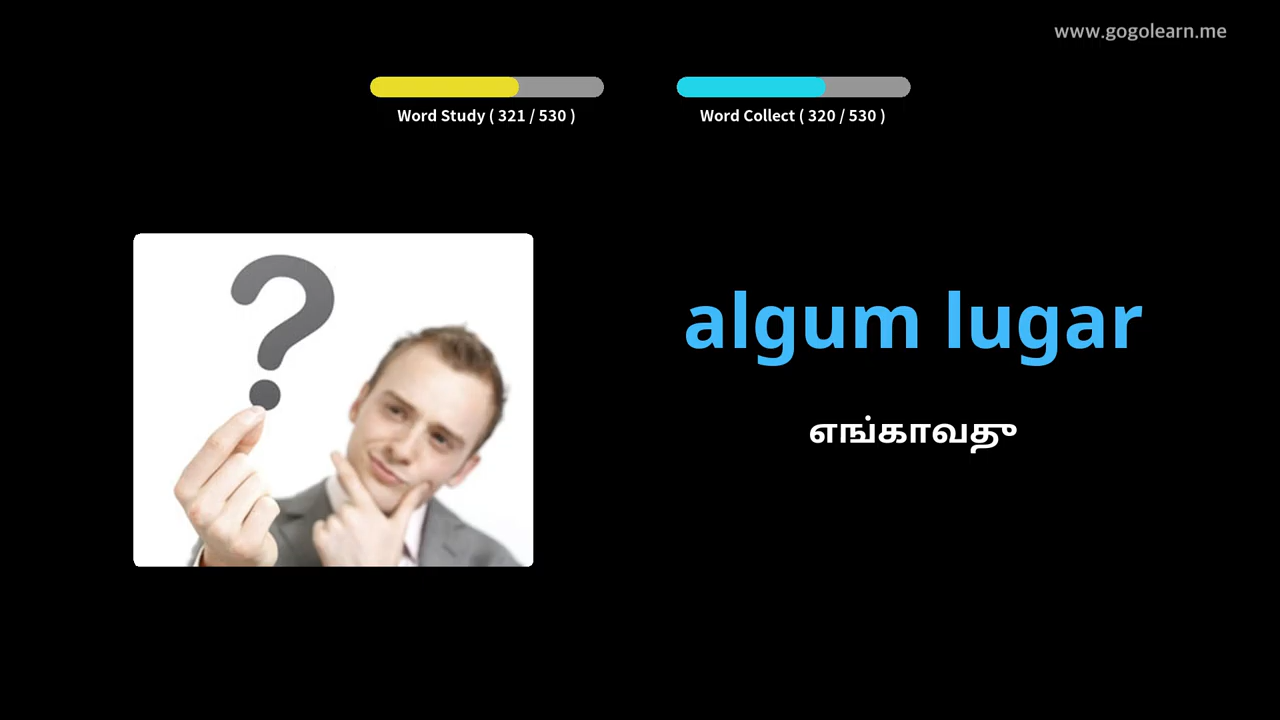 www.gogolearn.me
Word Study ( 321 / 530 )
Word Collect ( 320 / 530 )
algum lugar
எங்காவது